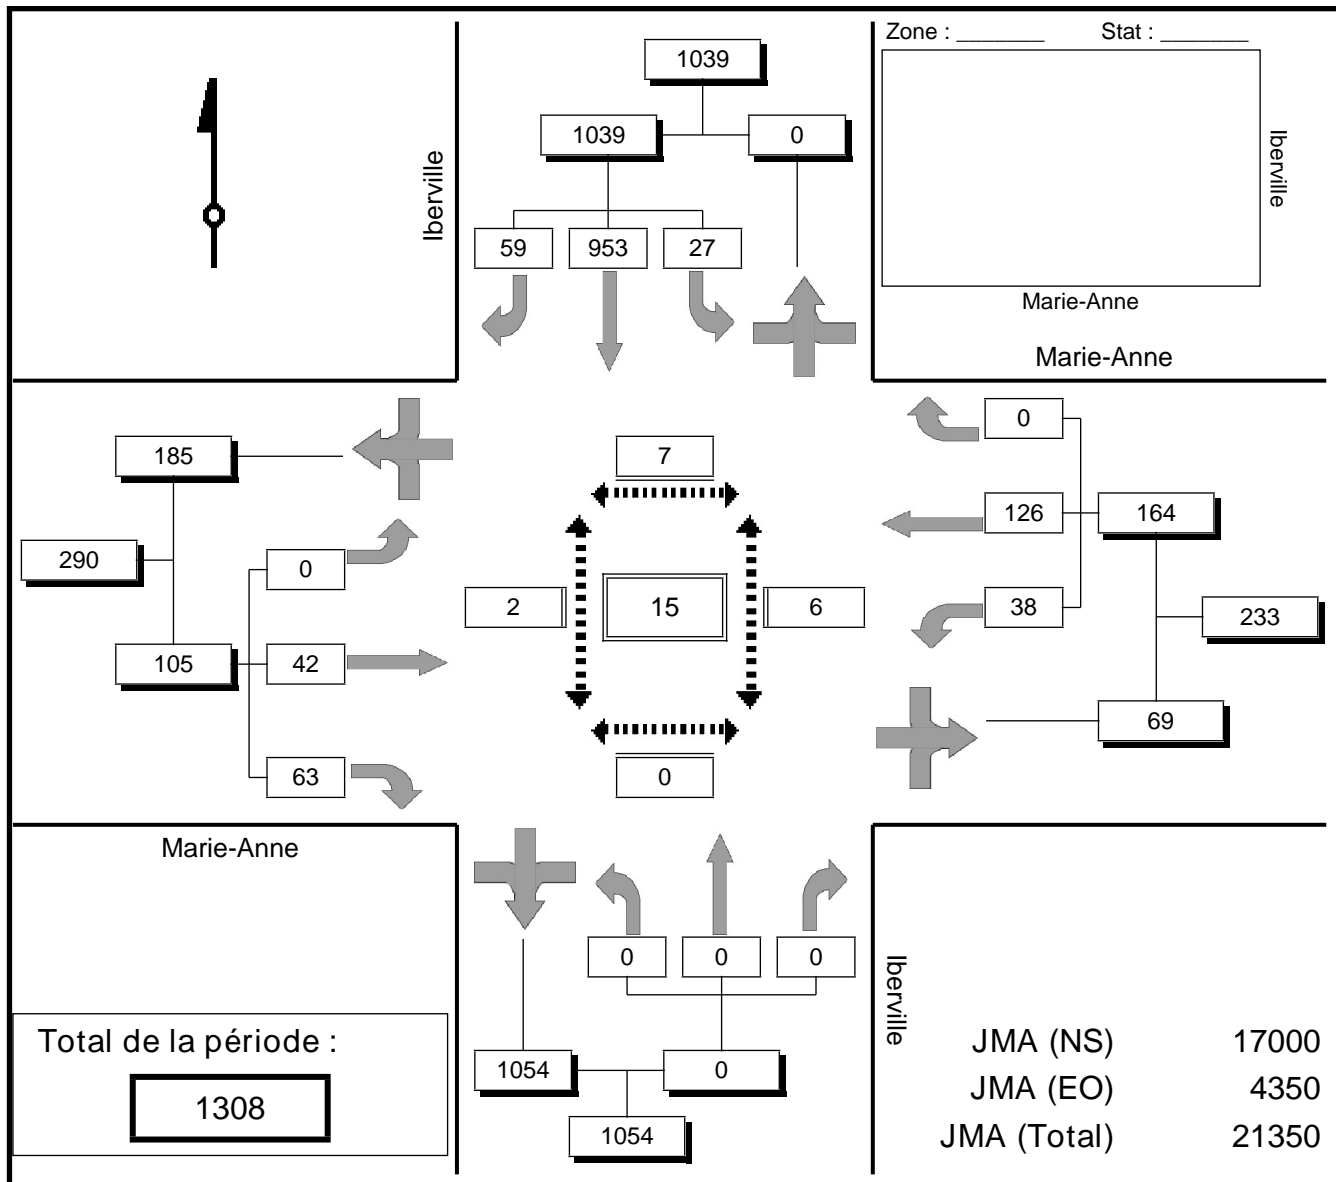 Zone : _______ Stat : _______
1039
1039 0
Iberville
Iberville
59 953 27
Marie-Anne
Marie-Anne
0
185
7
126 164
290
0
2 15 6
38
233
105 42
69
63
0
Marie-Anne
0 0 0
Iberville
Total de la période :
1308
1054 0
1054
JMA (NS) 17000
JMA (EO) 4350
JMA (Total) 21350